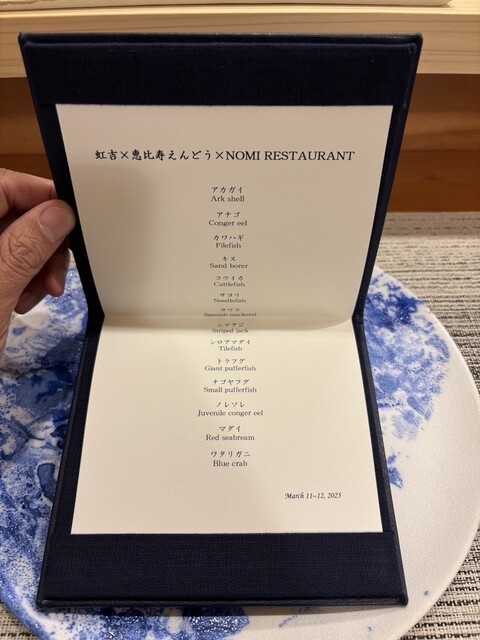 虹吉×恵比寿えんどう×NOMI RESTAURANT
アカガイ
Ark shell
アナゴ
Conger eel
カワハギ
Filefish
キス
Sand borer
コウイカ
Cuttlefish
サヨリ
Needlefish
サワラ
Spanish mackerel
シマアジ
Striped jack
シロアマダイ
Tilefish
トラフグ
Giant pufferfish
ナゴヤフグ
Small pufferfish
ノレソレ
Juvenile conger eel
マダイ
Red seabream
ワタリガニ
Blue crab
March 11–12, 2025